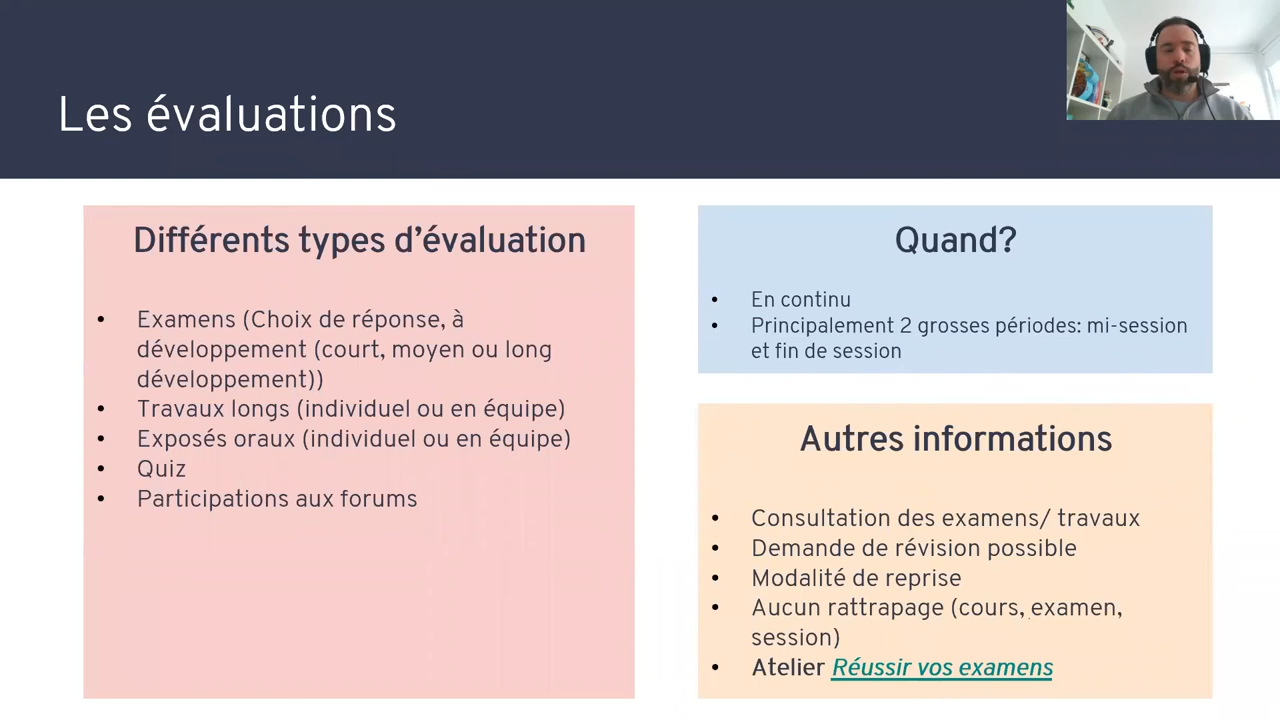 Les évaluations
Différents types d’évaluation
• Examens (Choix de réponse, à
développement (court, moyen ou long
développement))
• Travaux longs (individuel ou en équipe)
• Exposés oraux (individuel ou en équipe)
• Quiz
• Participations aux forums
Quand?
• En continu
• Principalement 2 grosses périodes: mi-session
et fin de session
Autres informations
• Consultation des examens/ travaux
• Demande de révision possible
• Modalité de reprise
• Aucun rattrapage (cours, examen,
session)
• Atelier Réussir vos examens